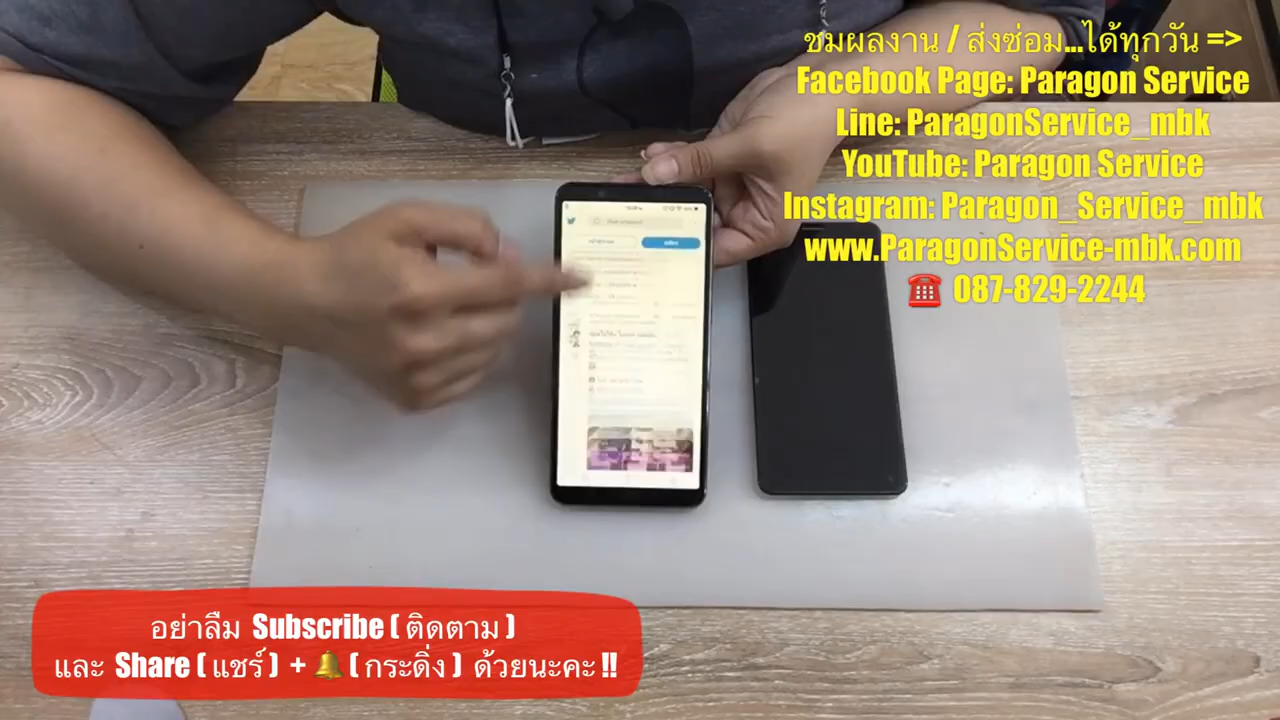 ชมผลงาน / ส่งซ่อม...ได้ทุกวัน =>
Facebook Page: Paragon Service
Line: ParagonService_mbk
YouTube: Paragon Service
Instagram: Paragon_Service_mbk
www.ParagonService-mbk.com
☎ 087-829-2244
อย่าลืม Subscribe ( ติดตาม )
และ Share ( แชร์ ) + 🔔 ( กระดิ่ง ) ด้วยนะคะ !!